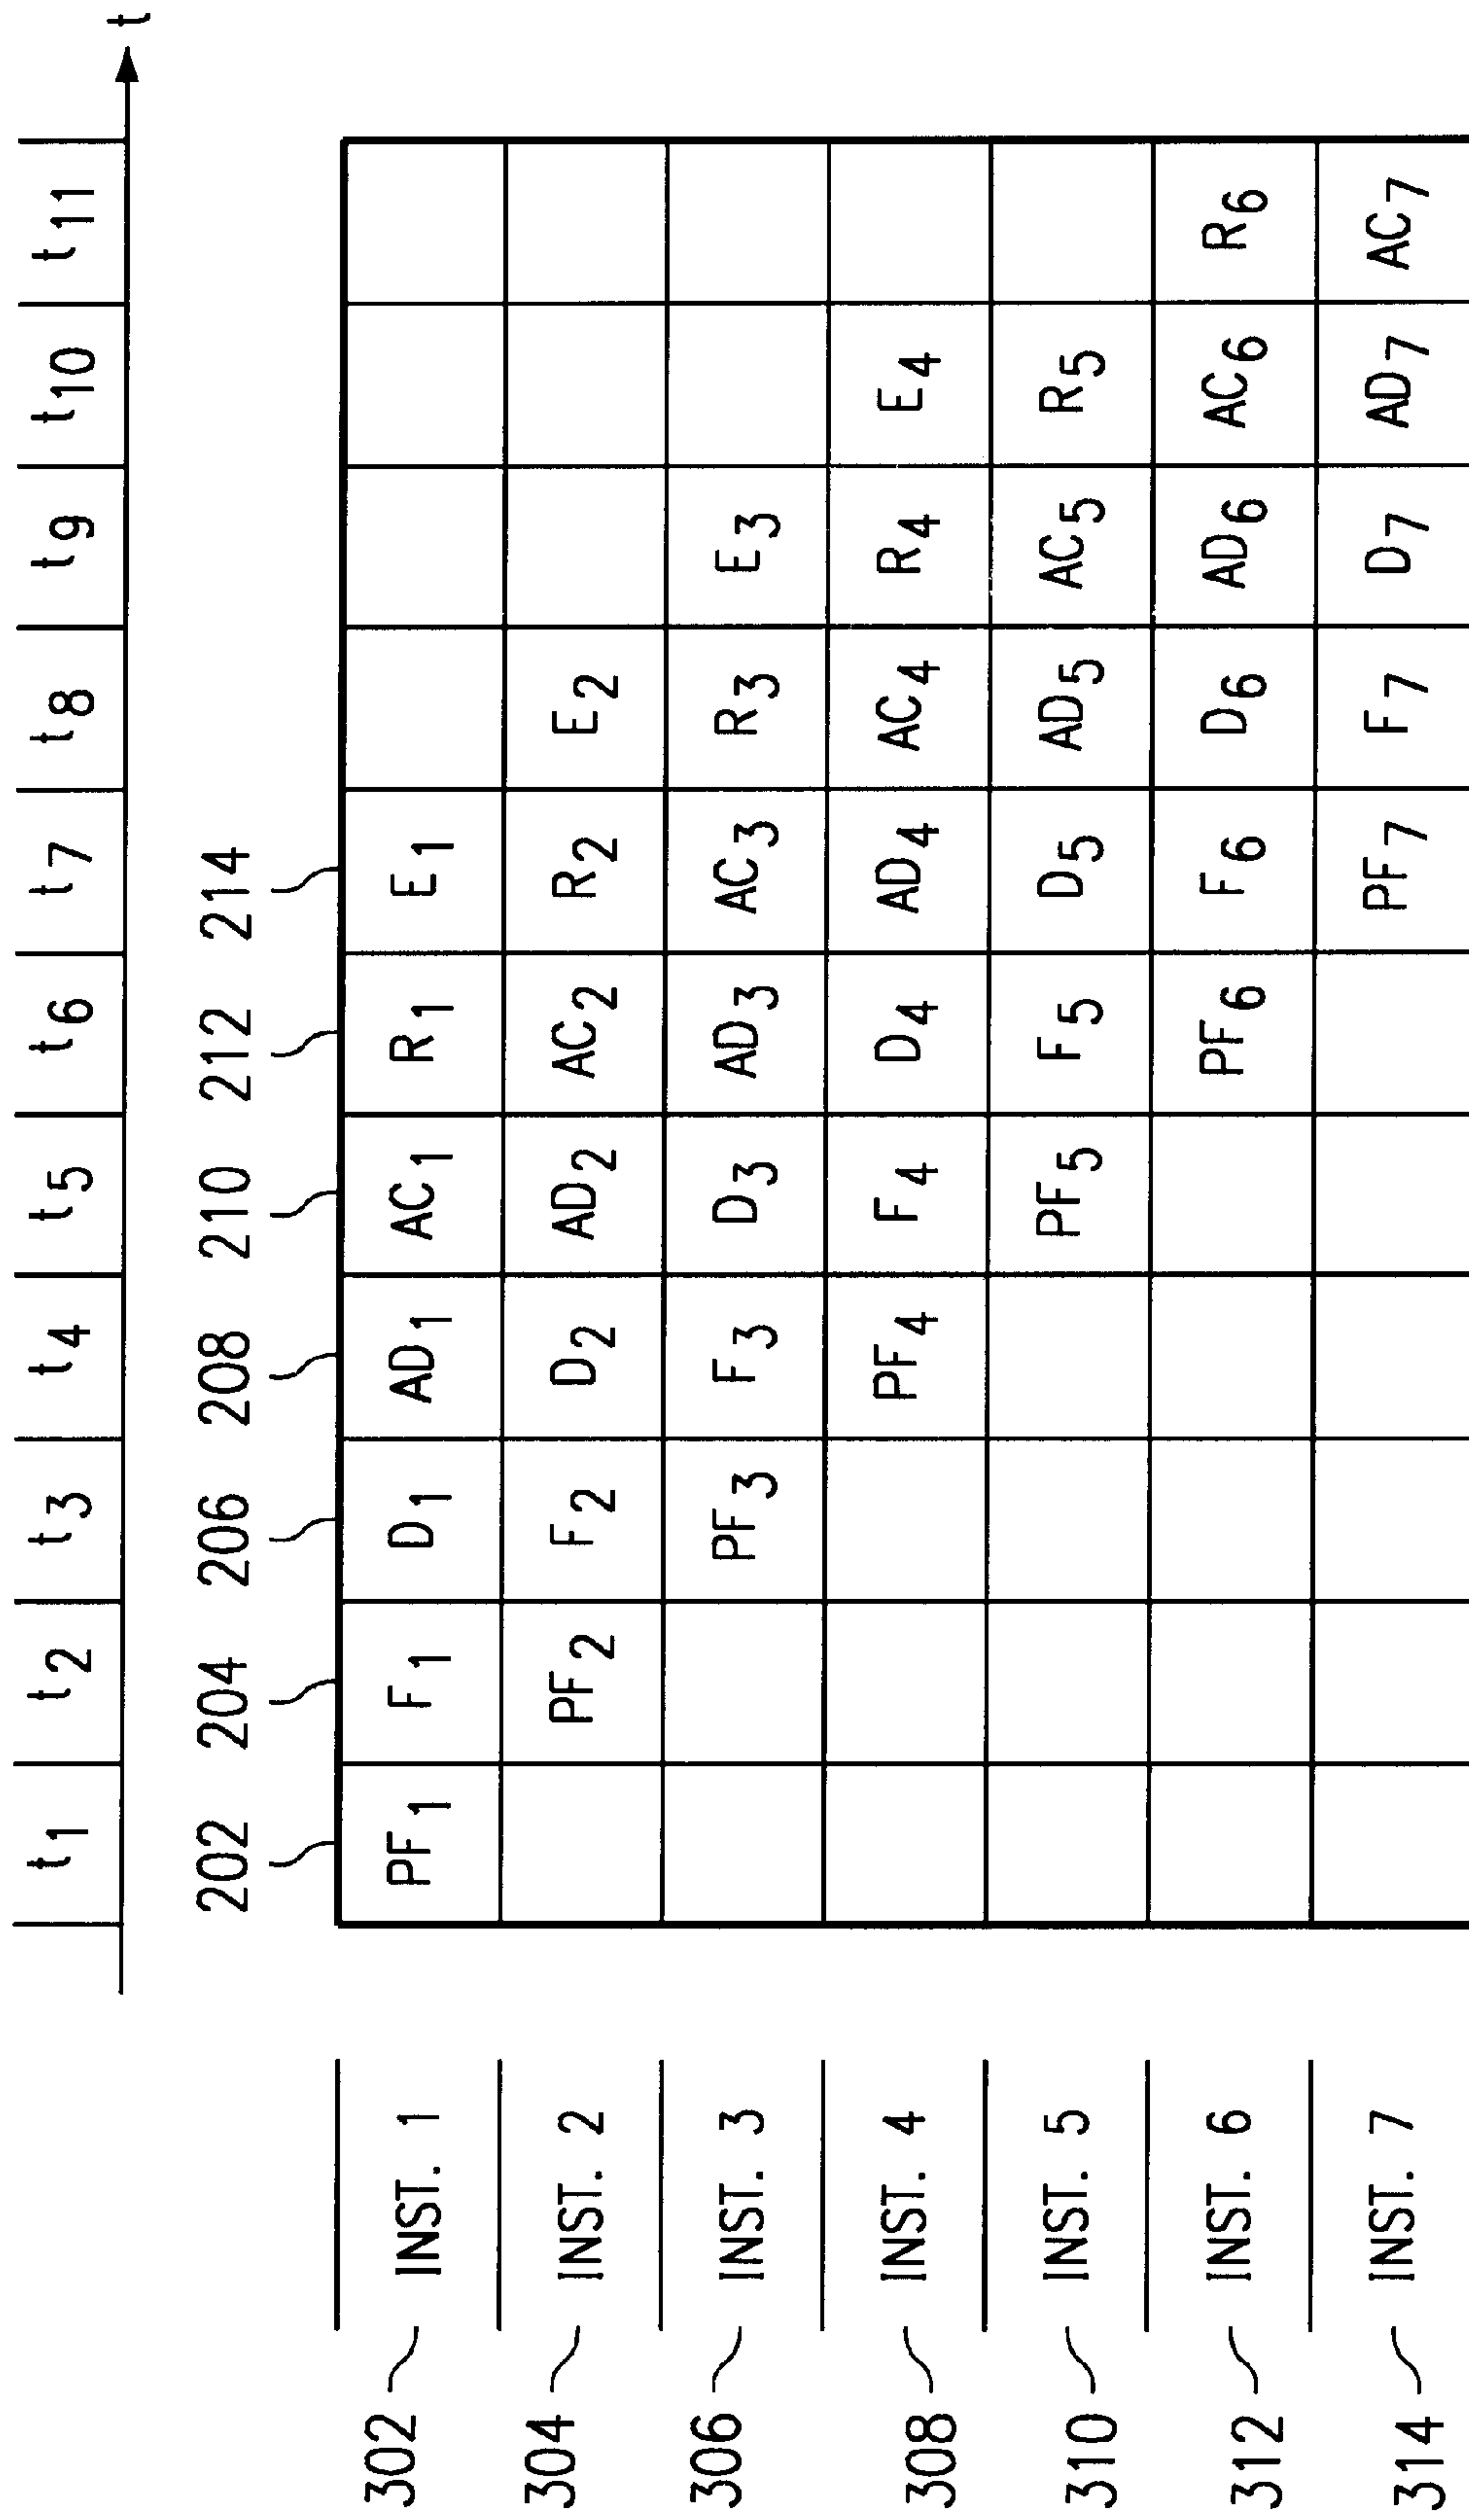 t
t1 t2 t3 t4 t5 t6 t7 t8 t9 t10 t11
202 204 206 208 210 212 214
302 INST. 1 PF1 F1 D1 AD1 AC1 R1 E1
304 INST. 2 PF2 F2 D2 AD2 AC2 R2 E2
306 INST. 3 PF3 F3 D3 AD3 AC3 R3 E3
308 INST. 4 PF4 F4 D4 AD4 AC4 R4 E4
310 INST. 5 PF5 F5 D5 AD5 AC5 R5
312 INST. 6 PF6 F6 D6 AD6 AC6 R6
314 INST. 7 PF7 F7 D7 AD7 AC7